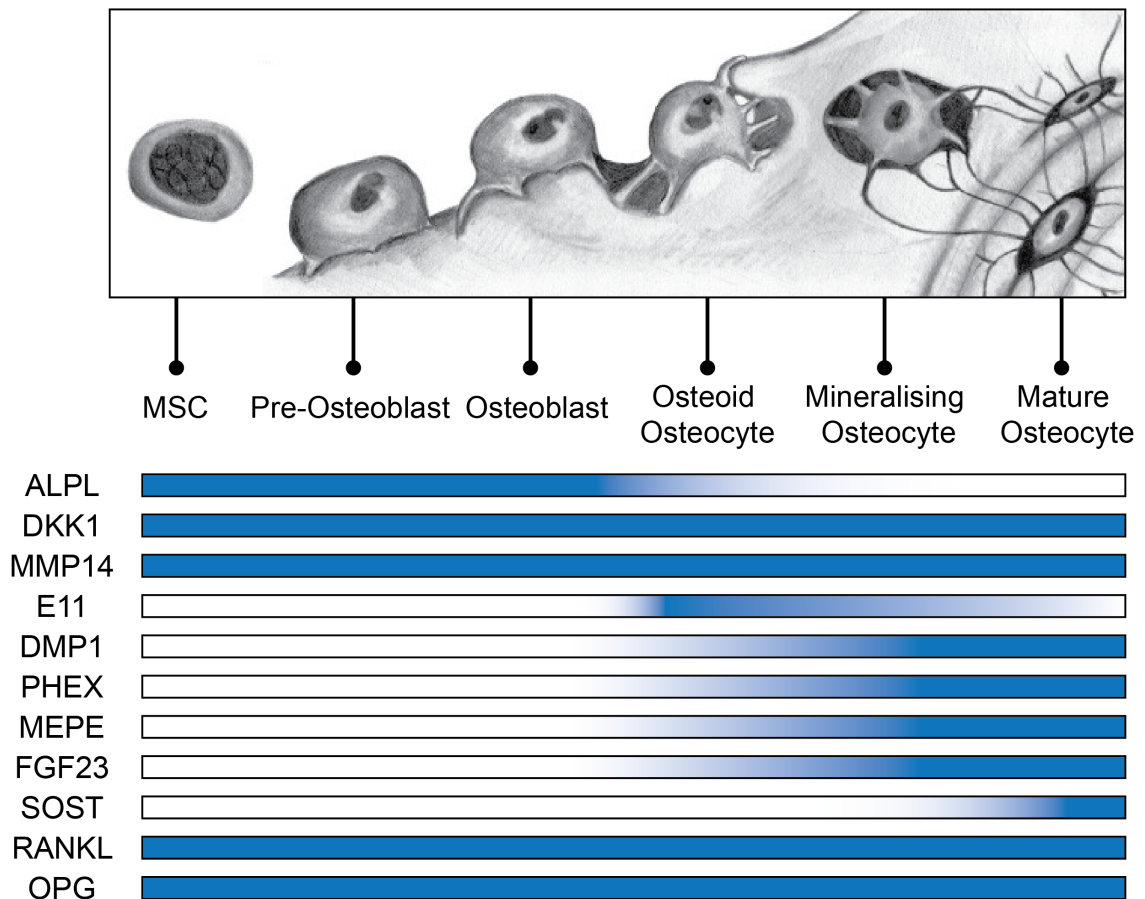 MSC
Pre-Osteoblast
Osteoblast
Osteoid
Osteocyte
Mineralising
Osteocyte
Mature
Osteocyte
ALPL
DKK1
MMP14
E11
DMP1
PHEX
MEPE
FGF23
SOST
RANKL
OPG